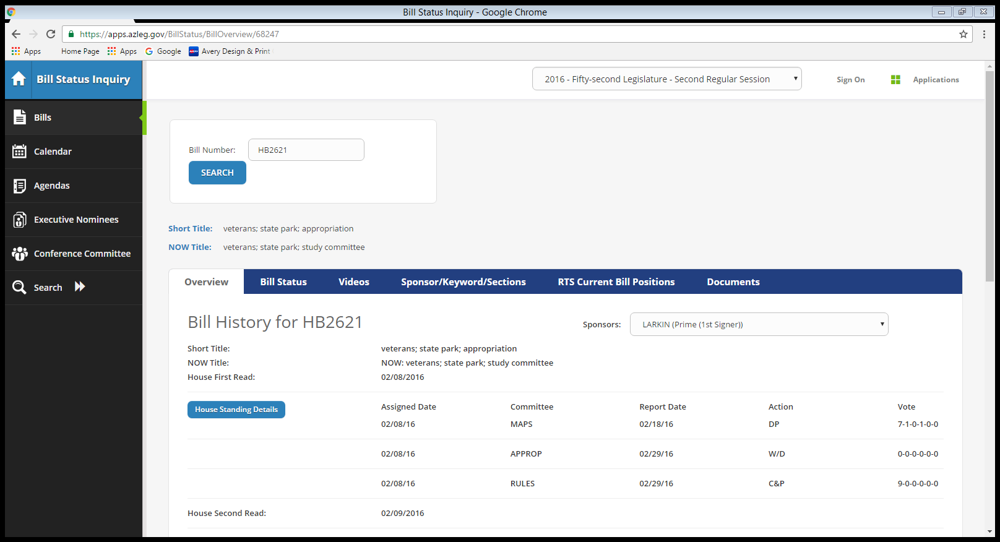 Bill Status Inquiry - Google Chrome
https://apps.azleg.gov/BillStatus/BillOverview/68247
Apps Home Page Apps Google AVERY Avery Design & Print
Bill Status Inquiry
2016 - Fifty-second Legislature - Second Regular Session Sign On Applications
Bills
Calendar
Agendas
Executive Nominees
Conference Committee
Search
Bill Number: HB2621
SEARCH
Short Title: veterans; state park; appropriation
NOW Title: veterans; state park; study committee
Overview Bill Status Videos Sponsor/Keyword/Sections RTS Current Bill Positions Documents
Bill History for HB2621 Sponsors: LARKIN (Prime (1st Signer))
Short Title: veterans; state park; appropriation
NOW Title: NOW: veterans; state park; study committee
House First Read: 02/08/2016
House Standing Details Assigned Date Committee Report Date Action Vote
02/08/16 MAPS 02/18/16 DP 7-1-0-1-0-0
02/08/16 APPROP 02/29/16 W/D 0-0-0-0-0-0
02/08/16 RULES 02/29/16 C&P 9-0-0-0-0-0
House Second Read: 02/09/2016